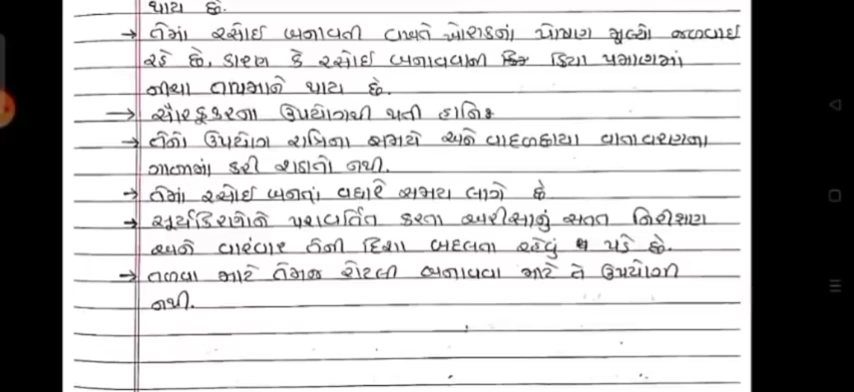 થાય છે.
→ તેમાં રસોઈ બનાવતી વખતે ખોરાકનાં પોષણ મૂલ્યો જળવાઈ
રહે છે, કારણ કે રસોઈ બનાવવાની ક્રિયા પ્રમાણમાં
નીચા તાપમાને થાય છે.
→ સૌરકૂકરના ઉપયોગથી થતી હાનિ
→ તેનો ઉપયોગ રાત્રિના સમયે અને વાદળછાયા વાતાવરણના
ગાળામાં કરી શકાતો નથી.
→ તેમાં રસોઈ બનતાં વધારે સમય લાગે છે
→ સૂર્યકિરણોને પરાવર્તિત કરતા અરીસાનું સતત નિરીક્ષણ
અને વારંવાર તેની દિશા બદલતા રહેવું પડે છે.
→ તળવા માટે તેમજ રોટલી બનાવવા માટે તે ઉપયોગી
નથી.